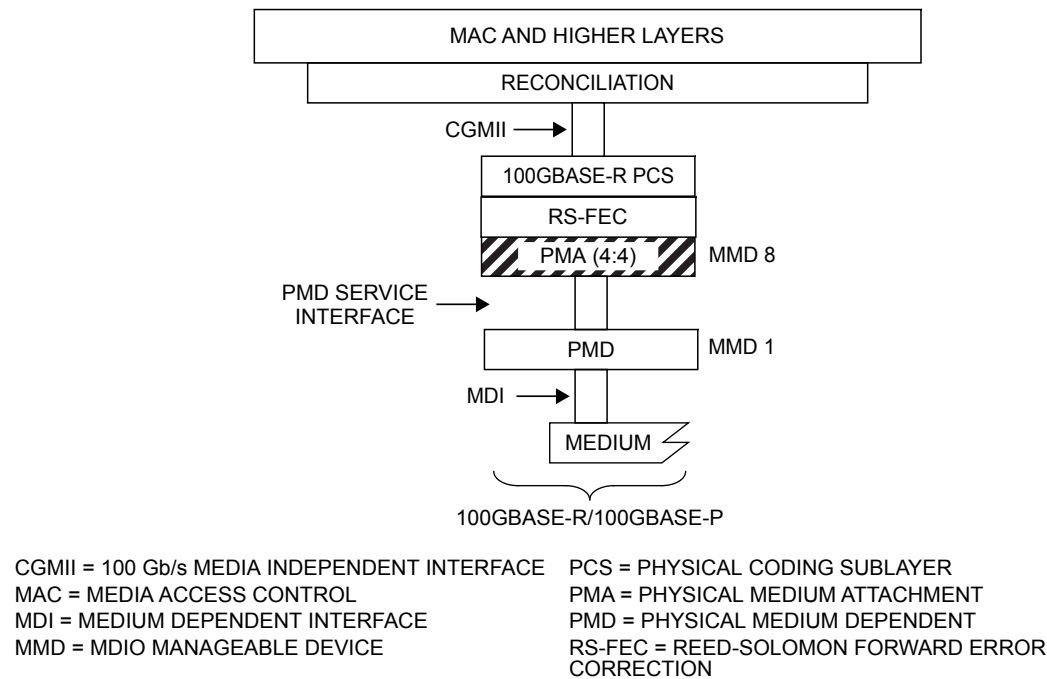 MAC AND HIGHER LAYERS
RECONCILIATION
CGMII
100GBASE-R PCS
RS-FEC
PMA (4:4)
MMD 8
PMD SERVICE
INTERFACE
PMD
MMD 1
MDI
MEDIUM
100GBASE-R/100GBASE-P
CGMII = 100 Gb/s MEDIA INDEPENDENT INTERFACE
MAC = MEDIA ACCESS CONTROL
MDI = MEDIUM DEPENDENT INTERFACE
MMD = MDIO MANAGEABLE DEVICE
PCS = PHYSICAL CODING SUBLAYER
PMA = PHYSICAL MEDIUM ATTACHMENT
PMD = PHYSICAL MEDIUM DEPENDENT
RS-FEC = REED-SOLOMON FORWARD ERROR
CORRECTION